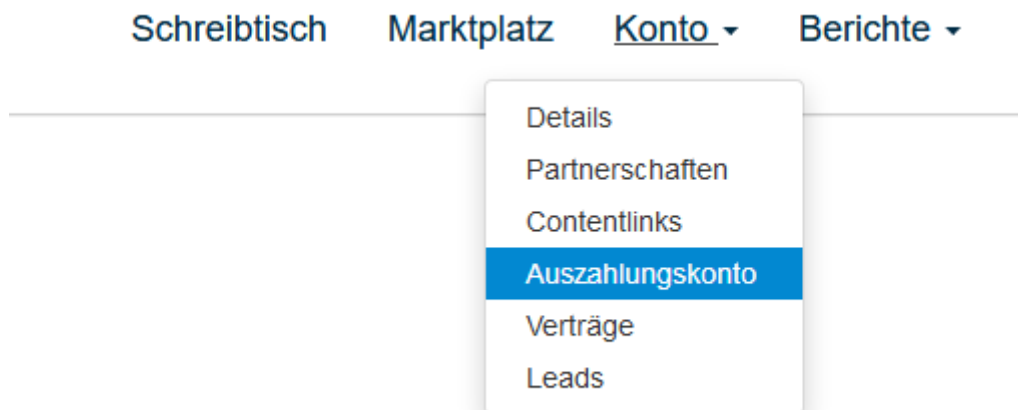 Schreibtisch Marktplatz Konto Berichte
Details
Partnerschaften
Contentlinks
Auszahlungskonto
Verträge
Leads